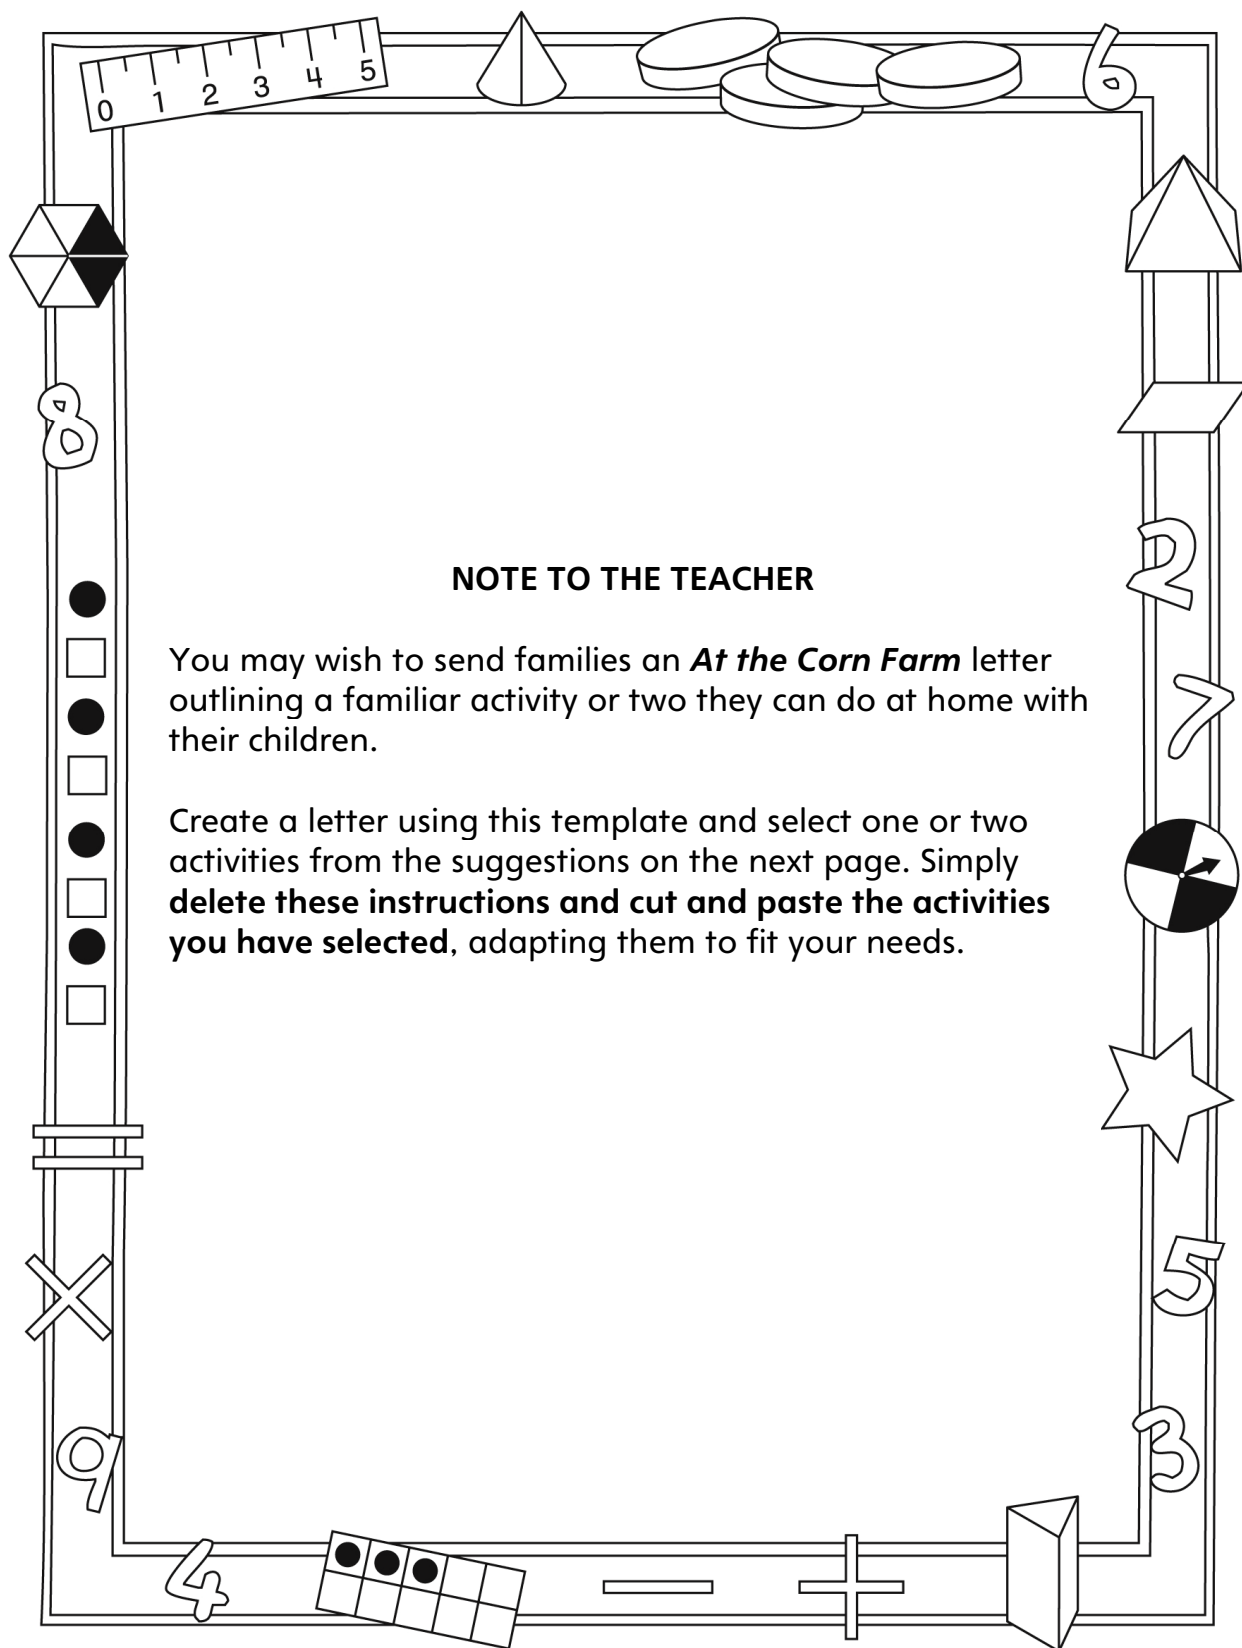 0 1 2 3 4 5
6
8
2
7
NOTE TO THE TEACHER
You may wish to send families an At the Corn Farm letter
outlining a familiar activity or two they can do at home with
their children.
Create a letter using this template and select one or two
activities from the suggestions on the next page. Simply
delete these instructions and cut and paste the activities
you have selected, adapting them to fit your needs.
=
×
5
9
3
4
−
+